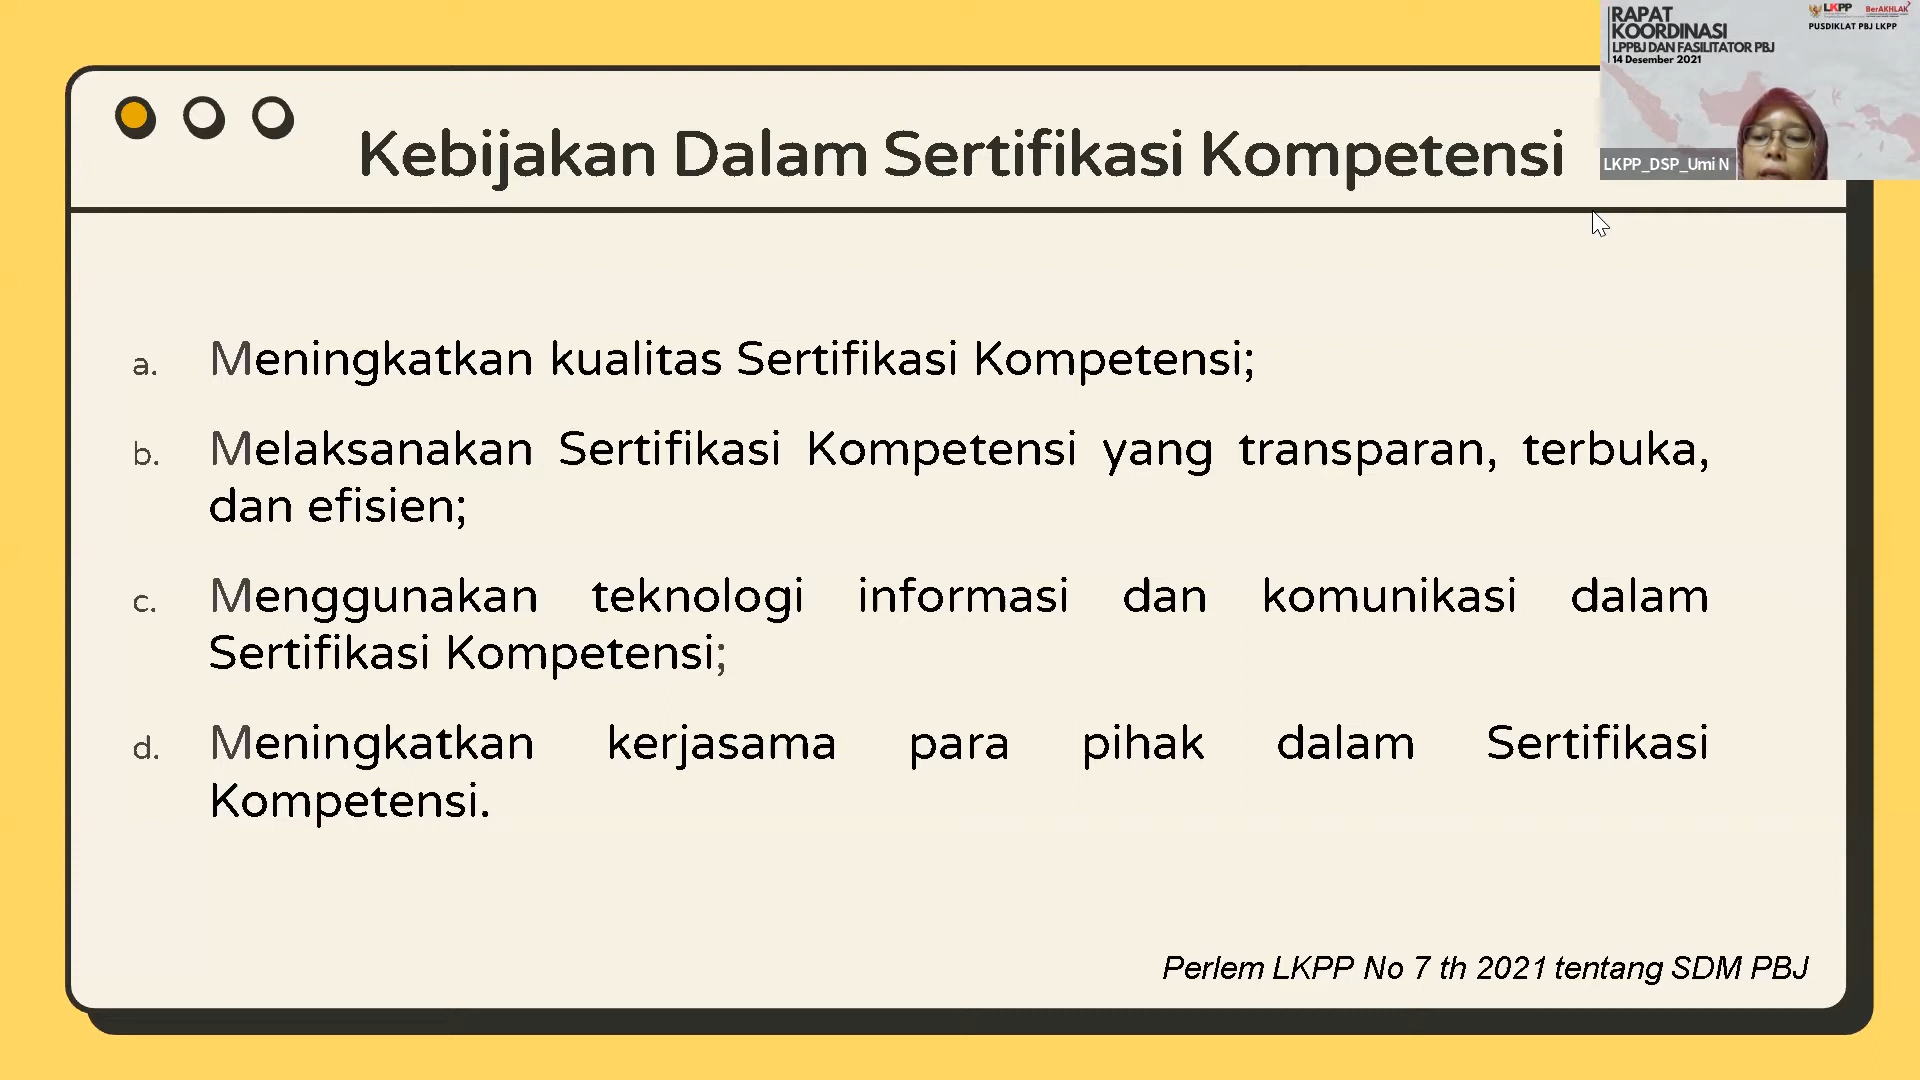 RAPAT
KOORDINASI
LPPBJ DAN FASILITATOR PBJ
14 Desember 2021
LKPP
BerAKHLAK
PUSDIKLAT PBJ LKPP
LKPP_DSP_Umi N
Kebijakan Dalam Sertifikasi Kompetensi
a. Meningkatkan kualitas Sertifikasi Kompetensi;
b. Melaksanakan Sertifikasi Kompetensi yang transparan, terbuka,
dan efisien;
c. Menggunakan teknologi informasi dan komunikasi dalam
Sertifikasi Kompetensi;
d. Meningkatkan kerjasama para pihak dalam Sertifikasi
Kompetensi.
Perlem LKPP No 7 th 2021 tentang SDM PBJ